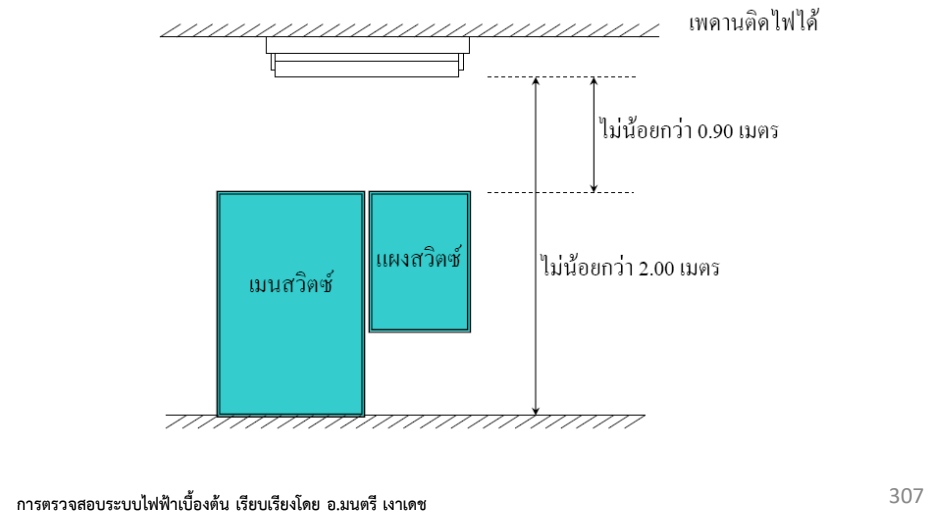 เพดานติดไฟได้
ไม่น้อยกว่า 0.90 เมตร
แผงสวิตซ์
ไม่น้อยกว่า 2.00 เมตร
เมนสวิตซ์
การตรวจสอบระบบไฟฟ้าเบื้องต้น เรียบเรียงโดย อ.มนตรี เงาเดช
307